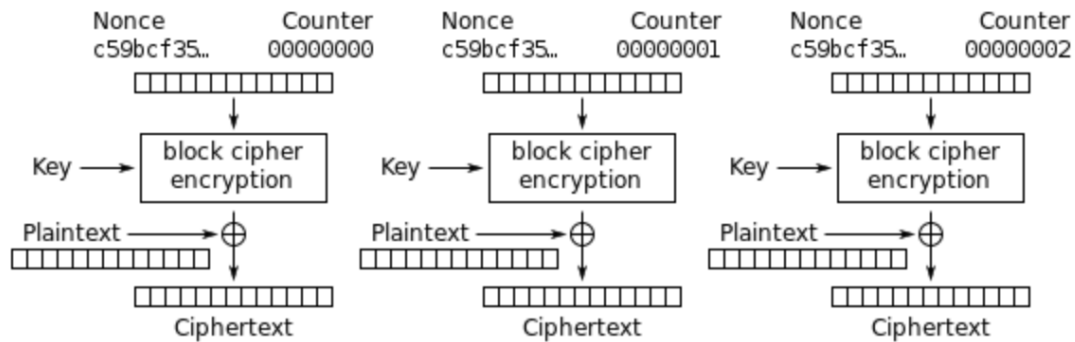 Nonce Counter Nonce Counter Nonce Counter
c59bcf35… 00000000 c59bcf35… 00000001 c59bcf35… 00000002
Key block cipher encryption Key block cipher encryption Key block cipher encryption
Plaintext Plaintext Plaintext
Ciphertext Ciphertext Ciphertext